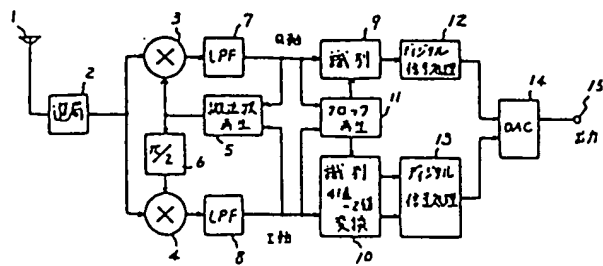 1
2
選局
3
4
5
搬送波
再生
6
π/2
7
LPF
8
LPF
Q軸
I軸
9
識別
10
識別
4値
-2値
変換
11
クロック
再生
12
ディジタル
信号処理
13
ディジタル
信号処理
14
DAC
15
出力